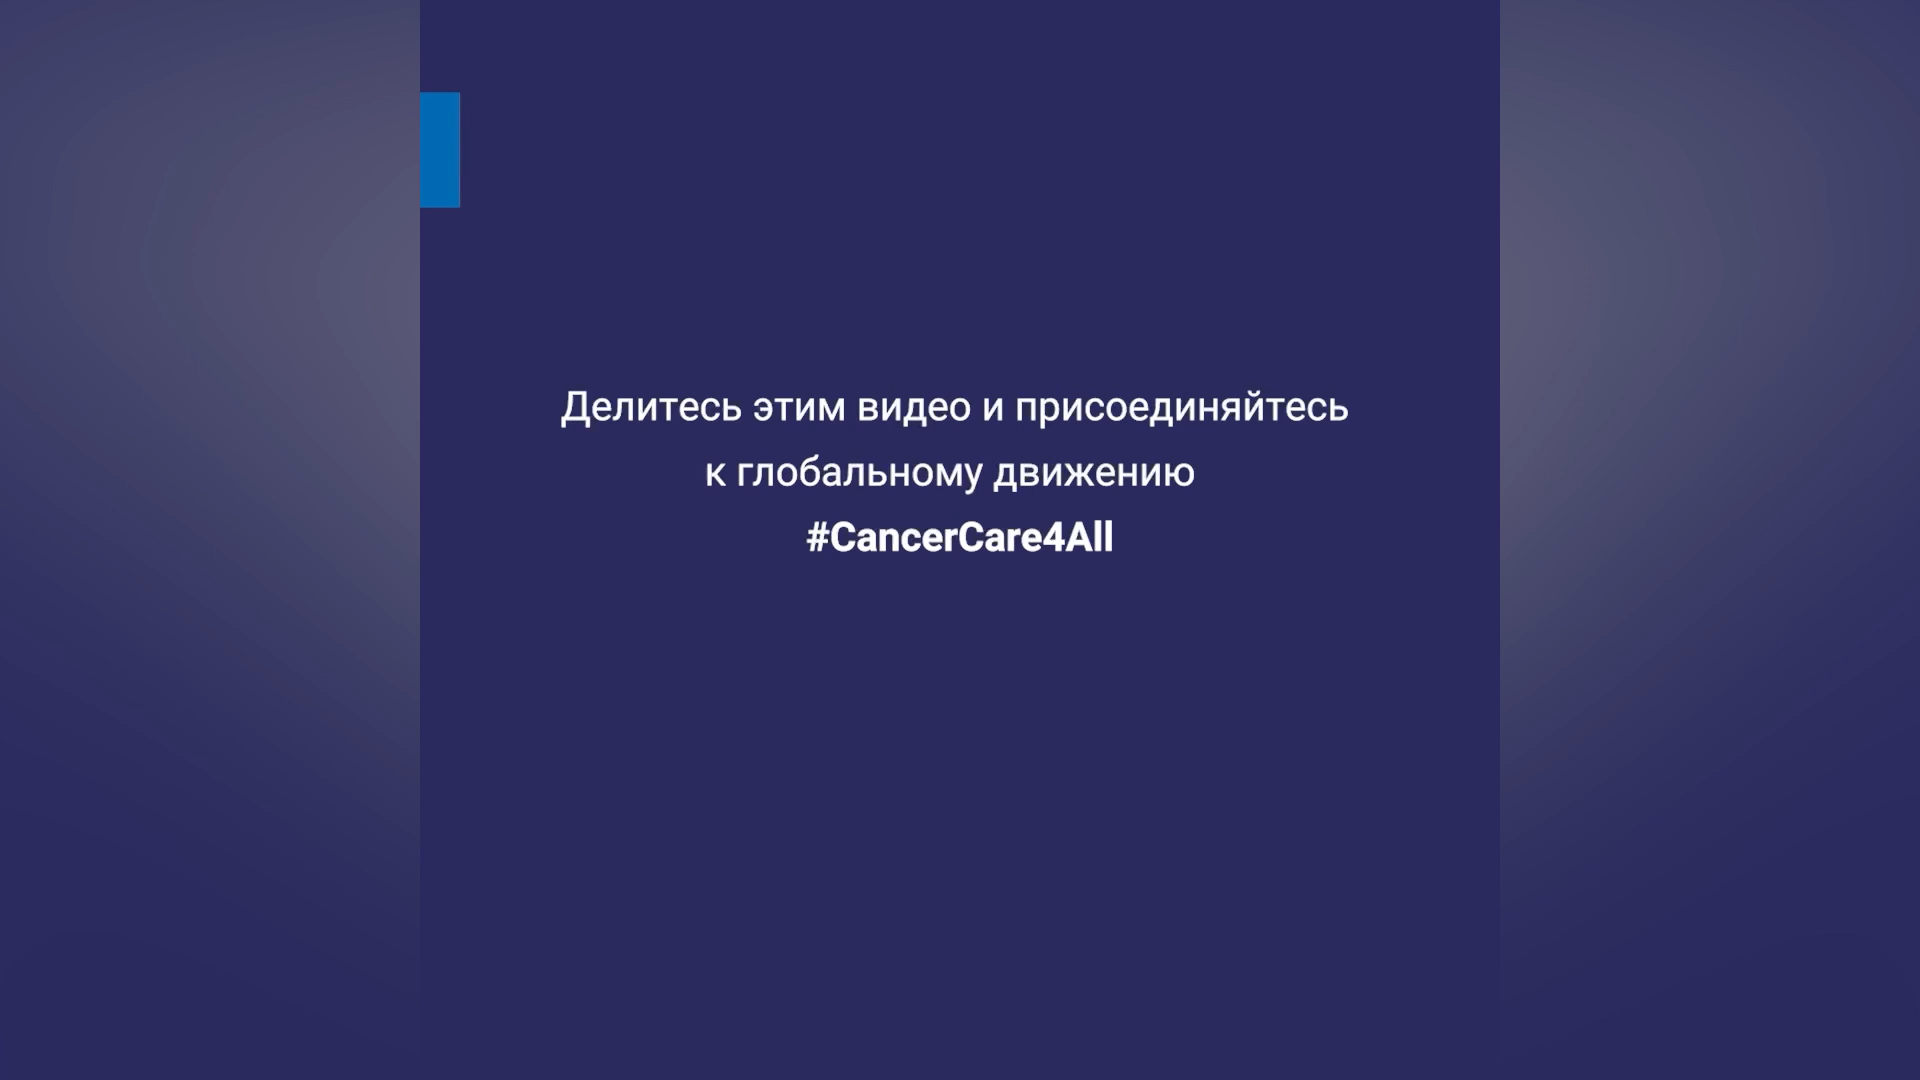 Делитесь этим видео и присоединяйтесь
к глобальному движению
#CancerCare4All